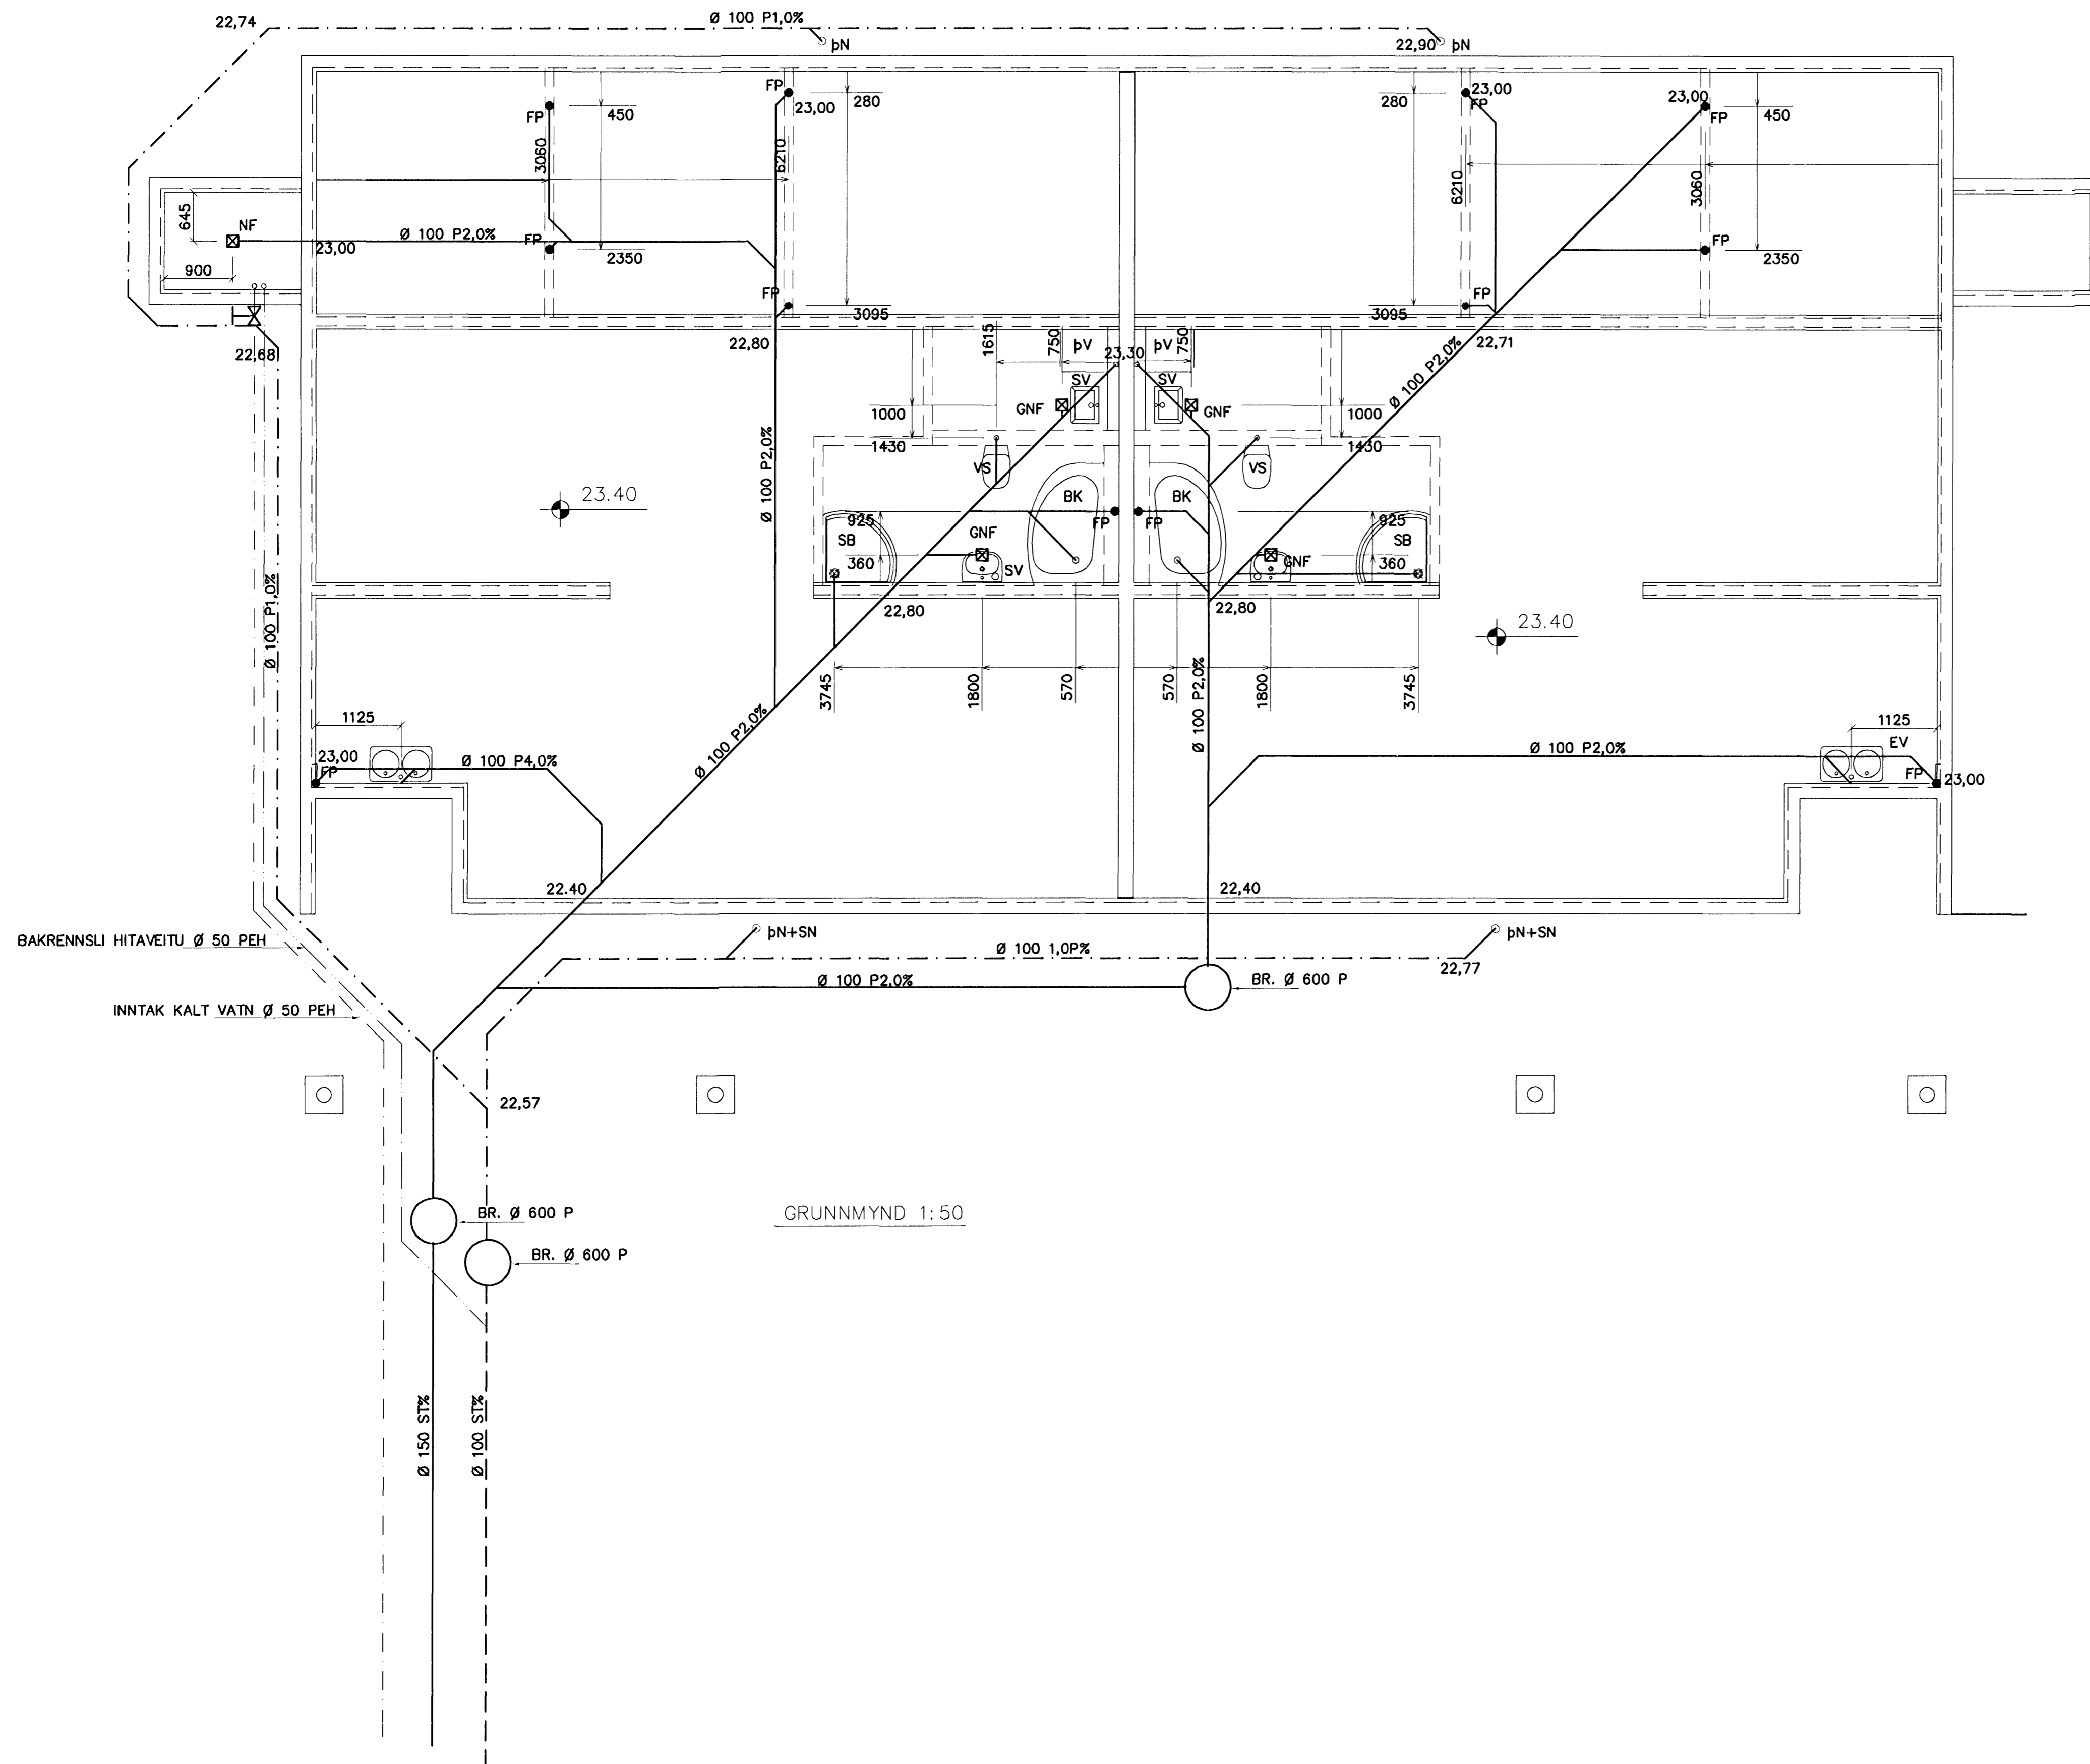 22,74
Ø 100 P1,0%
þN
22,90 þN
FP
23,00
280
280
23,00
FP
23,00
FP
450
FP
450
3060
6210
6210
3060
645
NF
23,00
Ø 100 P2,0%
FP
2350
FP
2350
900
FP
3095
FP
3095
22,68
22,80
1615
750
þV
23,30
þV
750
22,71
SV
SV
Ø 100 P2,0%
GNF
GNF
1000
1000
1430
1430
VS
VS
Ø 100 P2,0%
23.40
BK
BK
925
FP
FP
925
SB
GNF
GNF
SB
360
SV
360
22,80
22,80
Ø 100 P1,0%
23.40
3745
1800
570
570
1800
3745
Ø 100 P2,0%
Ø 100 P2,0%
1125
1125
23,00
FP
Ø 100 P4,0%
Ø 100 P2,0%
EV
FP
23,00
22.40
22,40
BAKRENNSLI HITAVEITU Ø 50 PEH
þN+SN
Ø 100 1,0P%
þN+SN
22,77
Ø 100 P2,0%
BR. Ø 600 P
INNTAK KALT VATN Ø 50 PEH
22,57
BR. Ø 600 P
GRUNNMYND 1:50
BR. Ø 600 P
Ø 150 ST%
Ø 100 ST%